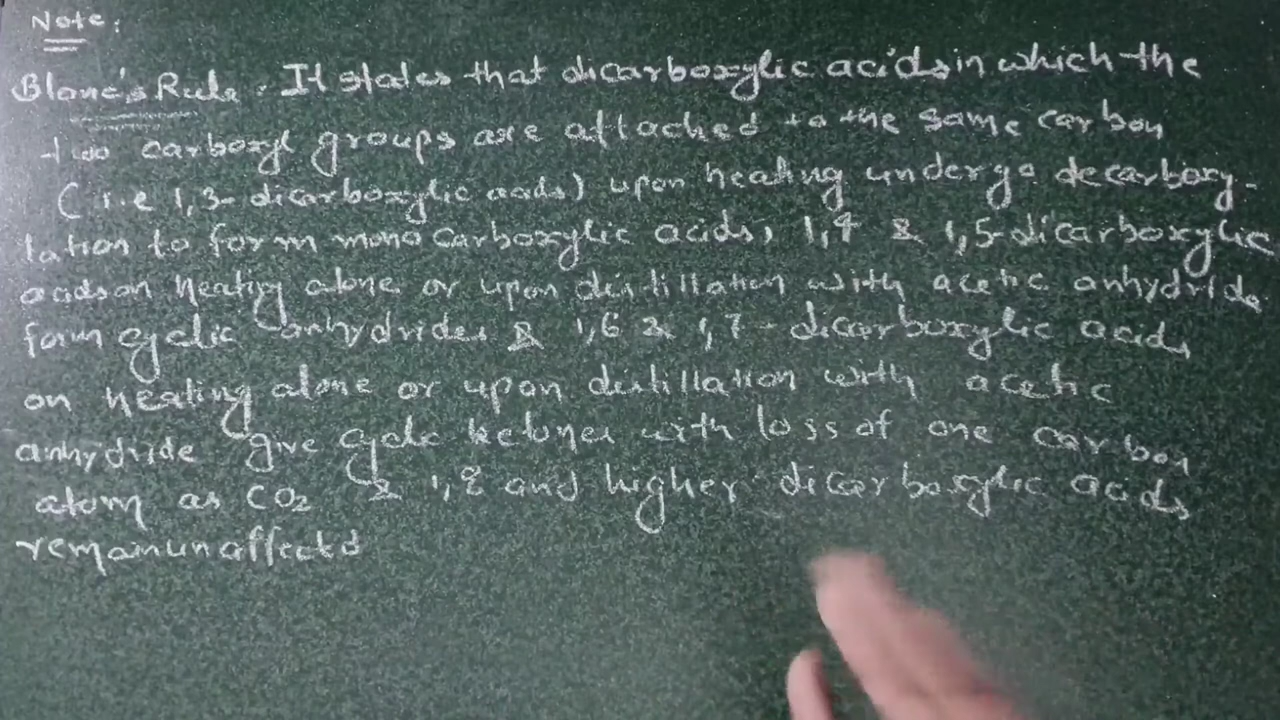 Note:
Blanc's Rule. It states that dicarboxylic acids in which the
two carboxyl groups are attached to the same carbon
(i.e 1,3-dicarboxylic acids) upon heating undergo decarboxy-
lation to form mono carboxylic acids, 1,4 & 1,5-dicarboxylic
acids on heating alone or upon distillation with acetic anhydride
form cyclic anhydrides & 1,6 & 1,7-dicarboxylic acids
on heating alone or upon distillation with acetic
anhydride give cyclic ketones with loss of one carbon
atom as CO2 & 1,8 and higher dicarboxylic acids
remain unaffected